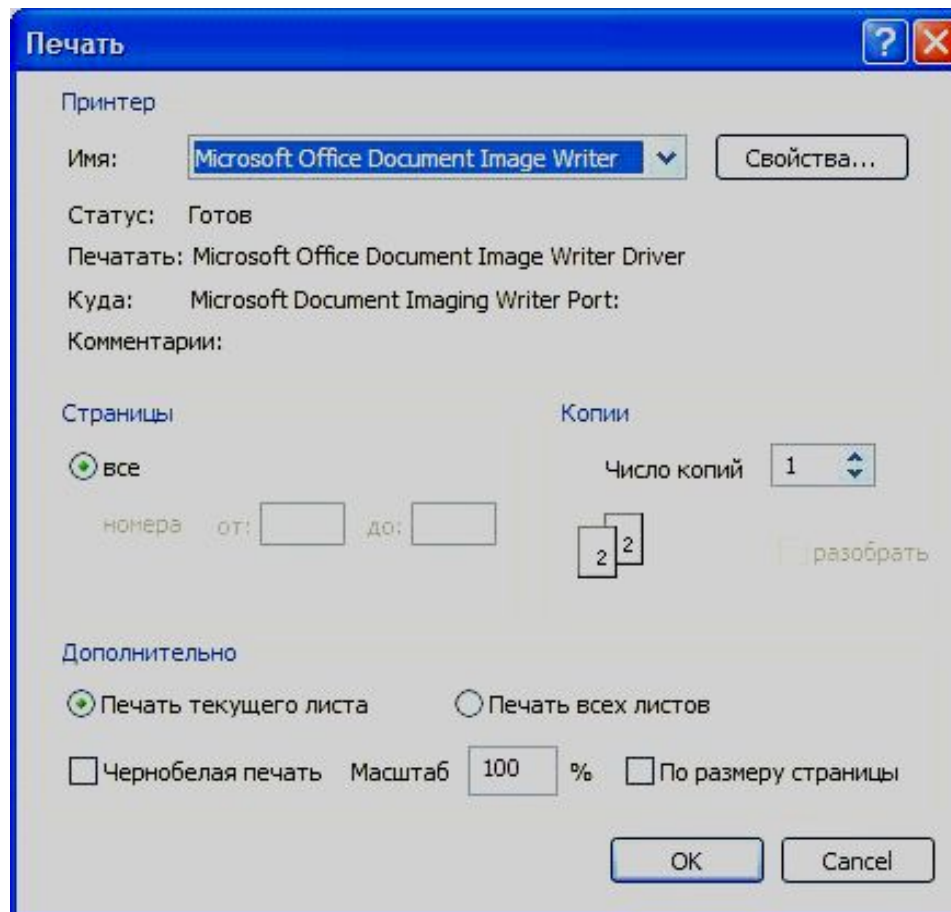 Печать
Принтер
Имя: Microsoft Office Document Image Writer Свойства...
Статус: Готов
Печатать: Microsoft Office Document Image Writer Driver
Куда: Microsoft Document Imaging Writer Port:
Комментарии:
Страницы Копии
все Число копий 1
номера от: до: 2 2 разобрать
Дополнительно
Печать текущего листа Печать всех листов
Чернобелая печать Масштаб 100 % По размеру страницы
OK Cancel